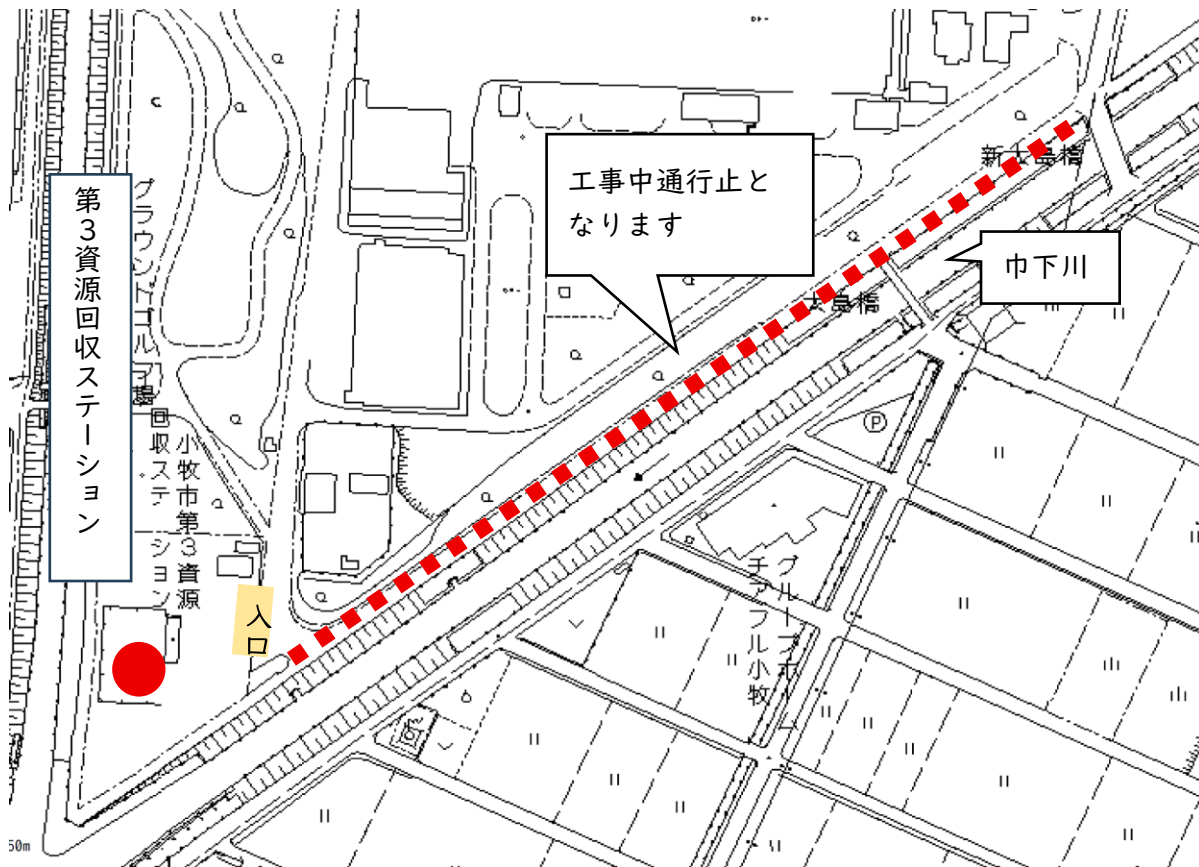 第3資源回収ステーション
グラウンドゴルフ場
小牧市第3資源
回収ステーション
入口
工事中通行止と
なります
新大島橋
巾下川
大島橋
P
グループホーム
チアフル小牧
50m